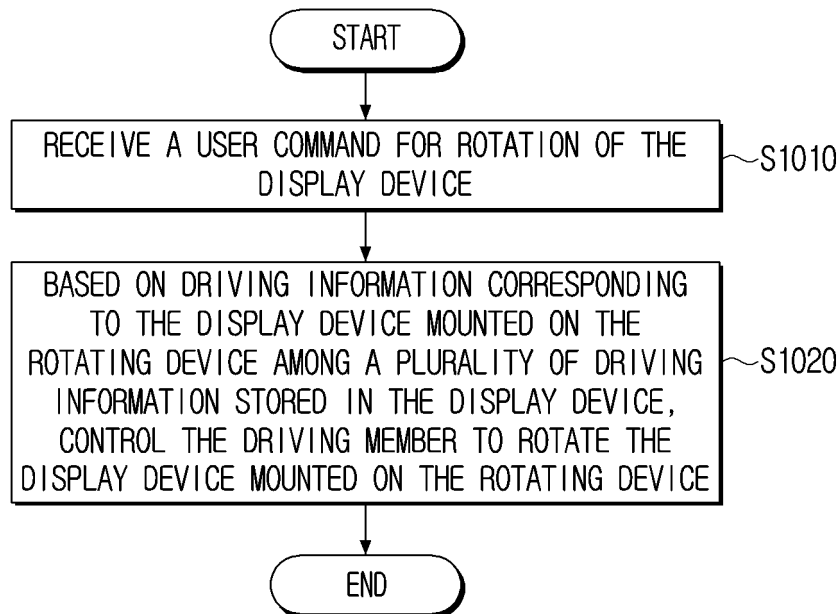 START
RECEIVE A USER COMMAND FOR ROTATION OF THE
DISPLAY DEVICE
S1010
BASED ON DRIVING INFORMATION CORRESPONDING
TO THE DISPLAY DEVICE MOUNTED ON THE
ROTATING DEVICE AMONG A PLURALITY OF DRIVING
INFORMATION STORED IN THE DISPLAY DEVICE,
CONTROL THE DRIVING MEMBER TO ROTATE THE
DISPLAY DEVICE MOUNTED ON THE ROTATING DEVICE
S1020
END